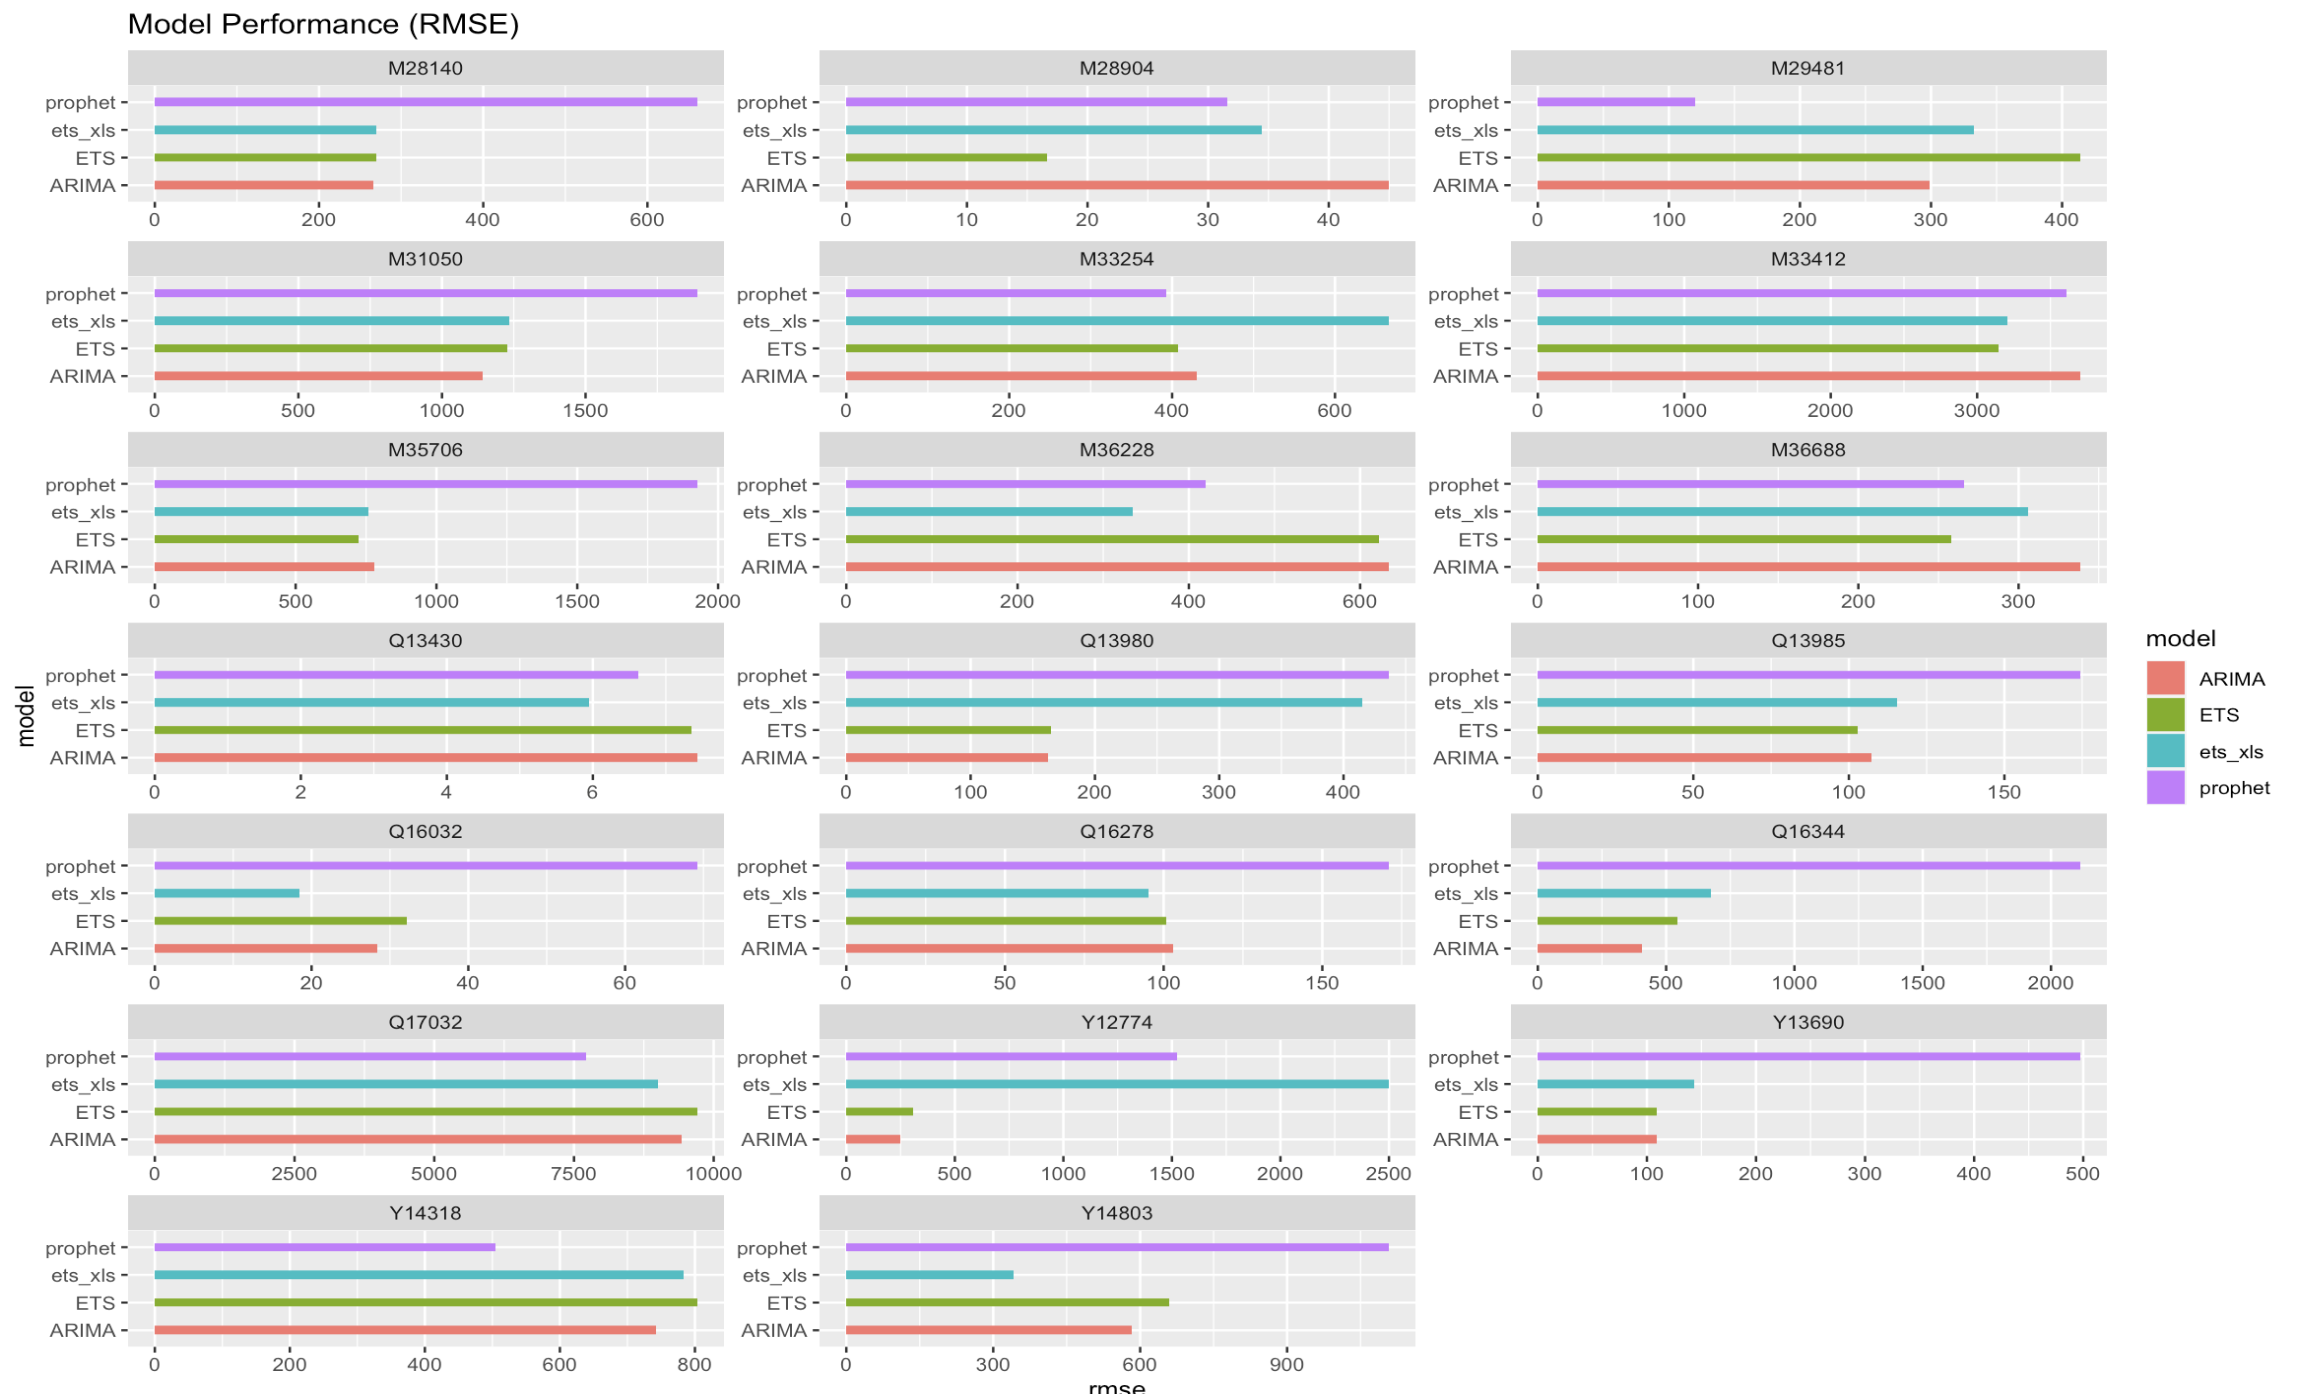 Model Performance (RMSE)
M28140
prophet
ets_xls
ETS
ARIMA
0 200 400 600
M28904
prophet
ets_xls
ETS
ARIMA
0 10 20 30 40
M29481
prophet
ets_xls
ETS
ARIMA
0 100 200 300 400
M31050
prophet
ets_xls
ETS
ARIMA
0 500 1000 1500
M33254
prophet
ets_xls
ETS
ARIMA
0 200 400 600
M33412
prophet
ets_xls
ETS
ARIMA
0 1000 2000 3000
M35706
prophet
ets_xls
ETS
ARIMA
0 500 1000 1500 2000
M36228
prophet
ets_xls
ETS
ARIMA
0 200 400 600
M36688
prophet
ets_xls
ETS
ARIMA
0 100 200 300
Q13430
prophet
ets_xls
ETS
ARIMA
0 2 4 6
Q13980
prophet
ets_xls
ETS
ARIMA
0 100 200 300 400
Q13985
prophet
ets_xls
ETS
ARIMA
0 50 100 150
Q16032
prophet
ets_xls
ETS
ARIMA
0 20 40 60
Q16278
prophet
ets_xls
ETS
ARIMA
0 50 100 150
Q16344
prophet
ets_xls
ETS
ARIMA
0 500 1000 1500 2000
Q17032
prophet
ets_xls
ETS
ARIMA
0 2500 5000 7500 10000
Y12774
prophet
ets_xls
ETS
ARIMA
0 500 1000 1500 2000 2500
Y13690
prophet
ets_xls
ETS
ARIMA
0 100 200 300 400 500
Y14318
prophet
ets_xls
ETS
ARIMA
0 200 400 600 800
Y14803
prophet
ets_xls
ETS
ARIMA
0 300 600 900
rmse
model
model
ARIMA
ETS
ets_xls
prophet